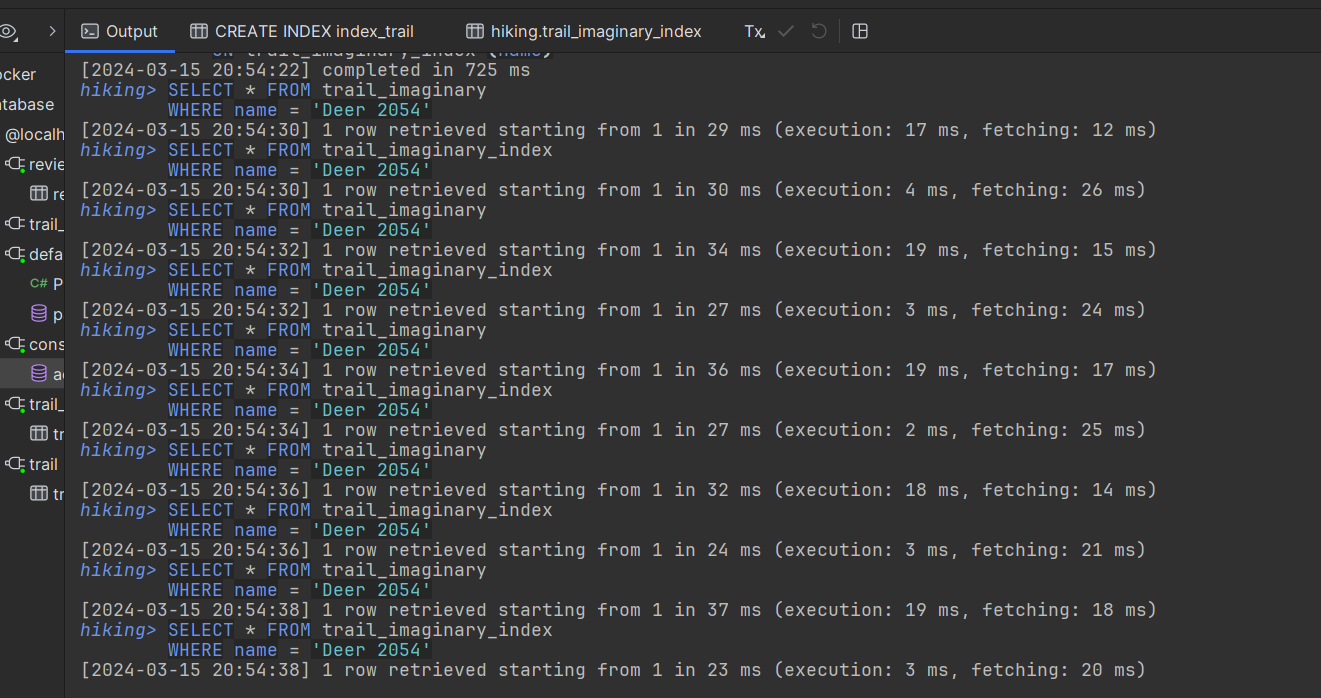 Output
CREATE INDEX index_trail
hiking.trail_imaginary_index
Tx
ocker
tabase
@localh
revie
re
trail_
defa
C# P
p
cons
ac
trail_
tr
trail
tr
ON trail_imaginary_index (name)
[2024-03-15 20:54:22] completed in 725 ms
hiking> SELECT * FROM trail_imaginary
WHERE name = 'Deer 2054'
[2024-03-15 20:54:30] 1 row retrieved starting from 1 in 29 ms (execution: 17 ms, fetching: 12 ms)
hiking> SELECT * FROM trail_imaginary_index
WHERE name = 'Deer 2054'
[2024-03-15 20:54:30] 1 row retrieved starting from 1 in 30 ms (execution: 4 ms, fetching: 26 ms)
hiking> SELECT * FROM trail_imaginary
WHERE name = 'Deer 2054'
[2024-03-15 20:54:32] 1 row retrieved starting from 1 in 34 ms (execution: 19 ms, fetching: 15 ms)
hiking> SELECT * FROM trail_imaginary_index
WHERE name = 'Deer 2054'
[2024-03-15 20:54:32] 1 row retrieved starting from 1 in 27 ms (execution: 3 ms, fetching: 24 ms)
hiking> SELECT * FROM trail_imaginary
WHERE name = 'Deer 2054'
[2024-03-15 20:54:34] 1 row retrieved starting from 1 in 36 ms (execution: 19 ms, fetching: 17 ms)
hiking> SELECT * FROM trail_imaginary_index
WHERE name = 'Deer 2054'
[2024-03-15 20:54:34] 1 row retrieved starting from 1 in 27 ms (execution: 2 ms, fetching: 25 ms)
hiking> SELECT * FROM trail_imaginary
WHERE name = 'Deer 2054'
[2024-03-15 20:54:36] 1 row retrieved starting from 1 in 32 ms (execution: 18 ms, fetching: 14 ms)
hiking> SELECT * FROM trail_imaginary_index
WHERE name = 'Deer 2054'
[2024-03-15 20:54:36] 1 row retrieved starting from 1 in 24 ms (execution: 3 ms, fetching: 21 ms)
hiking> SELECT * FROM trail_imaginary
WHERE name = 'Deer 2054'
[2024-03-15 20:54:38] 1 row retrieved starting from 1 in 37 ms (execution: 19 ms, fetching: 18 ms)
hiking> SELECT * FROM trail_imaginary_index
WHERE name = 'Deer 2054'
[2024-03-15 20:54:38] 1 row retrieved starting from 1 in 23 ms (execution: 3 ms, fetching: 20 ms)